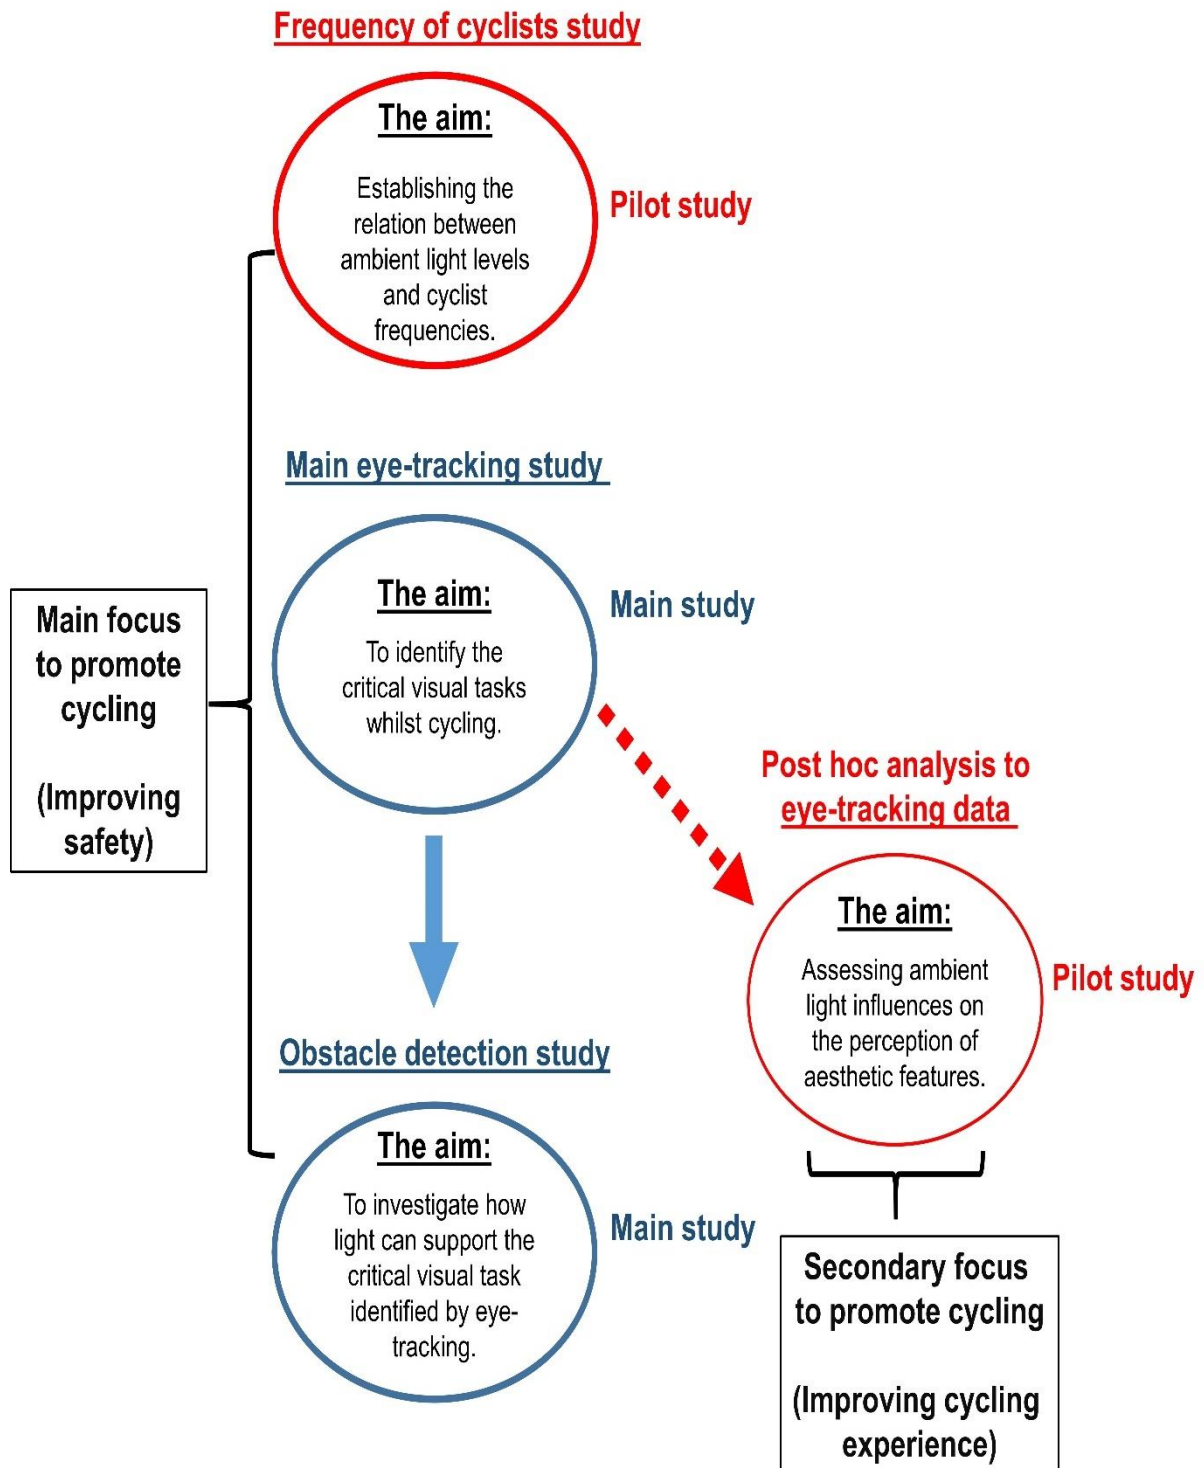 Frequency of cyclists study
The aim:
Establishing the
relation between
ambient light levels
and cyclist
frequencies.
Pilot study
Main eye-tracking study
The aim:
To identify the
critical visual tasks
whilst cycling.
Main study
Main focus
to promote
cycling
(Improving
safety)
Post hoc analysis to
eye-tracking data
The aim:
Assessing ambient
light influences on
the perception of
aesthetic features.
Pilot study
Obstacle detection study
The aim:
To investigate how
light can support the
critical visual task
identified by eye-
tracking.
Main study
Secondary focus
to promote cycling
(Improving cycling
experience)